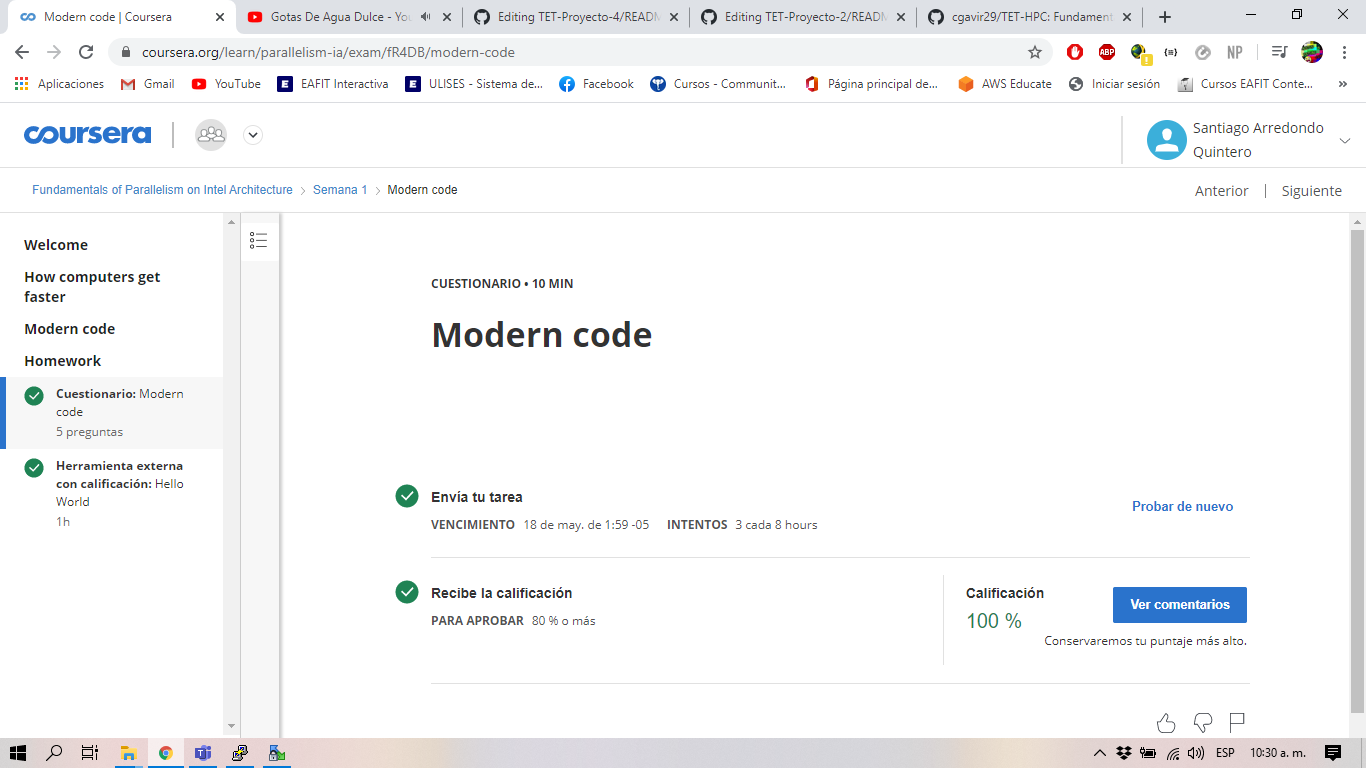 Modern code | Coursera
Gotas De Agua Dulce - You
Editing TET-Proyecto-4/READM
Editing TET-Proyecto-2/READM
cgavir29/TET-HPC: Fundament
coursera.org/learn/parallelism-ia/exam/fR4DB/modern-code
ABP
NP
Aplicaciones
Gmail
YouTube
EAFIT Interactiva
ULISES - Sistema de...
Facebook
Cursos - Communit...
Página principal de...
AWS Educate
Iniciar sesión
Cursos EAFIT Conte...
coursera
Santiago Arredondo
Quintero
Fundamentals of Parallelism on Intel Architecture > Semana 1 > Modern code
Anterior | Siguiente
Welcome
How computers get
faster
Modern code
Homework
Cuestionario: Modern
code
5 preguntas
Herramienta externa
con calificación: Hello
World
1h
CUESTIONARIO • 10 MIN
Modern code
Envía tu tarea
VENCIMIENTO 18 de may. de 1:59 -05 INTENTOS 3 cada 8 hours
Probar de nuevo
Recibe la calificación
PARA APROBAR 80 % o más
Calificación
100 %
Ver comentarios
Conservaremos tu puntaje más alto.
ESP
10:30 a. m.